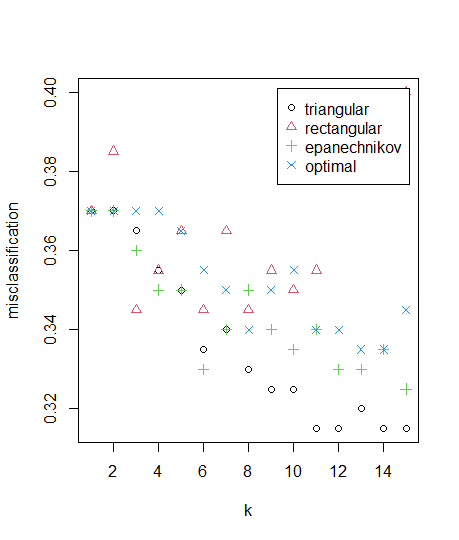 0.40
0.38
0.36
0.34
0.32
misclassification
triangular
rectangular
epanechnikov
optimal
2 4 6 8 10 12 14
k